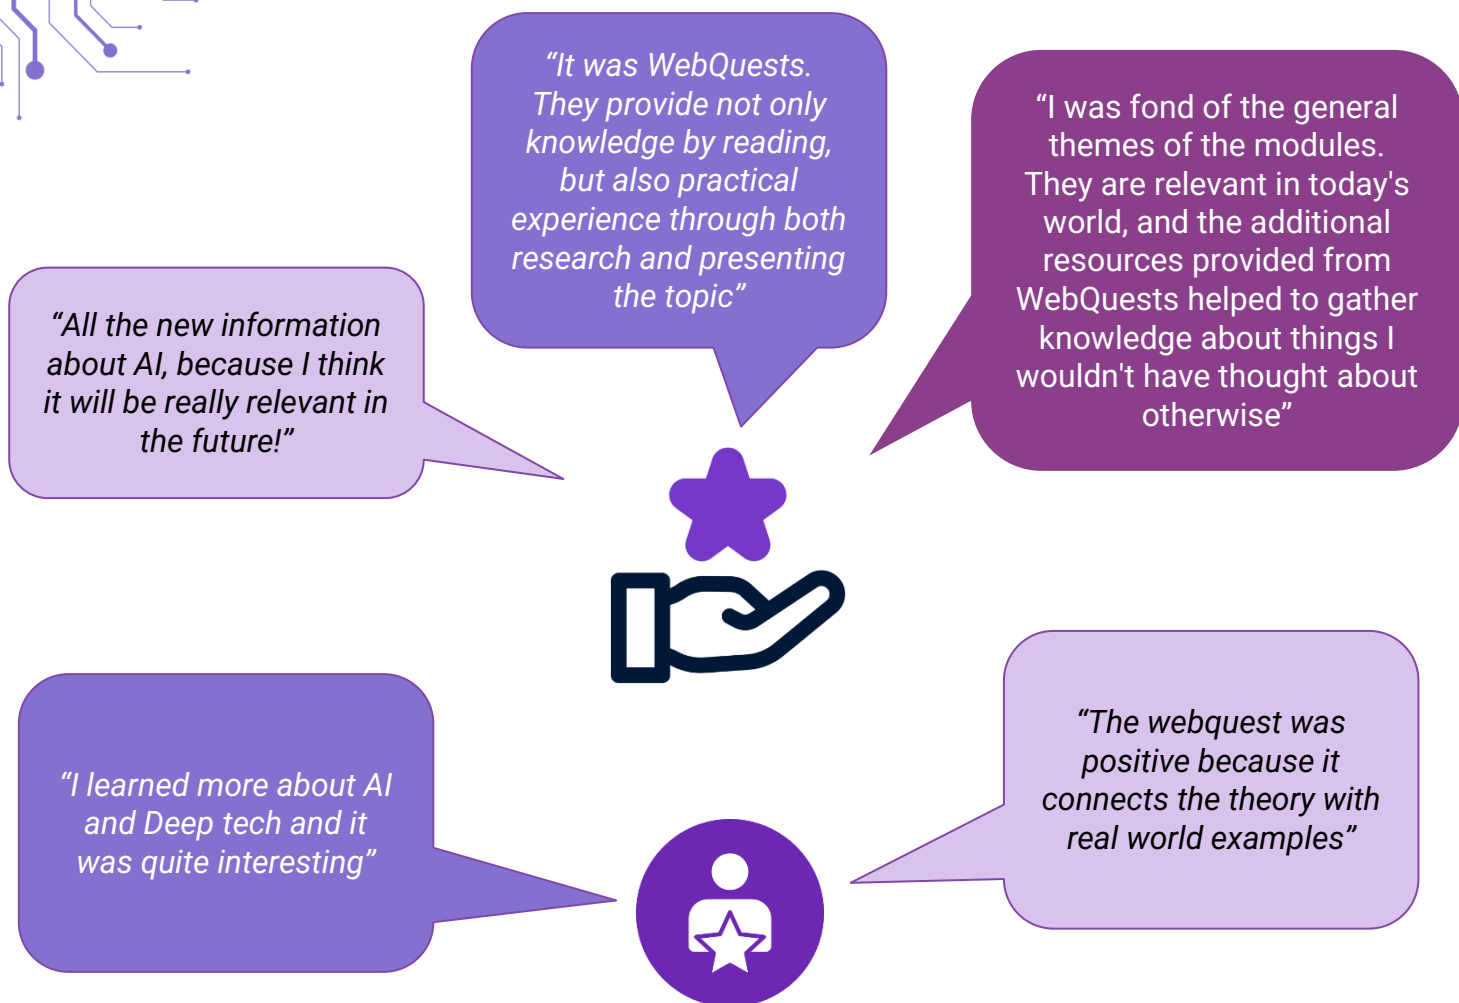 “It was WebQuests.
They provide not only
knowledge by reading,
but also practical
experience through both
research and presenting
the topic”
“I was fond of the general
themes of the modules.
They are relevant in today's
world, and the additional
resources provided from
WebQuests helped to gather
knowledge about things I
wouldn't have thought about
otherwise”
“All the new information
about AI, because I think
it will be really relevant in
the future!”
“I learned more about AI
and Deep tech and it
was quite interesting”
“The webquest was
positive because it
connects the theory with
real world examples”